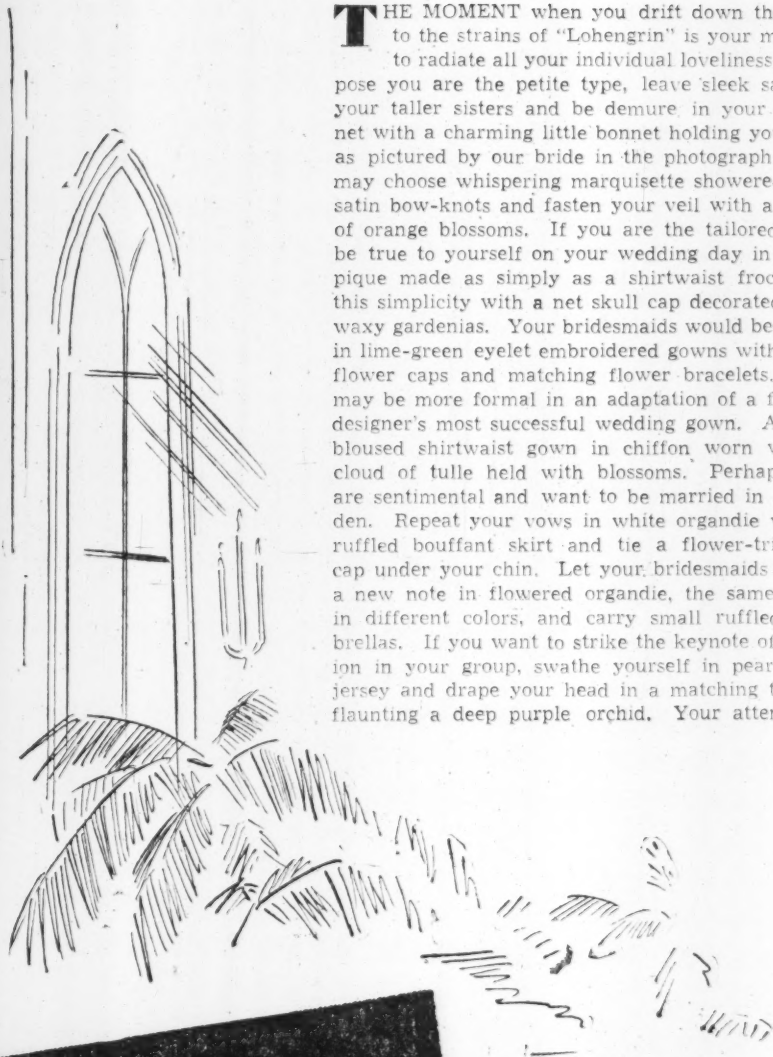 THE MOMENT when you drift down th
to the strains of "Lohengrin" is your m
to radiate all your individual loveliness
pose you are the petite type, leave sleek sa
your taller sisters and be demure in your
net with a charming little bonnet holding yo
as pictured by our bride in the photograph
may choose whispering marquisette showere
satin bow-knots and fasten your veil with a
of orange blossoms. If you are the tailored
be true to yourself on your wedding day in
pique made as simply as a shirtwaist froc
this simplicity with a net skull cap decorated
waxy gardenias. Your bridesmaids would be
in lime-green eyelet embroidered gowns with
flower caps and matching flower bracelets.
may be more formal in an adaptation of a f
designer's most successful wedding gown. A
bloused shirtwaist gown in chiffon worn w
cloud of tulle held with blossoms. Perhap
are sentimental and want to be married in
den. Repeat your vows in white organdie w
ruffled bouffant skirt and tie a flower-tri
cap under your chin. Let your bridesmaids
a new note in flowered organdie, the same
in different colors, and carry small ruffled
brellas. If you want to strike the keynote of
ion in your group, swathe yourself in pear
jersey and drape your head in a matching t
flaunting a deep purple orchid. Your atten